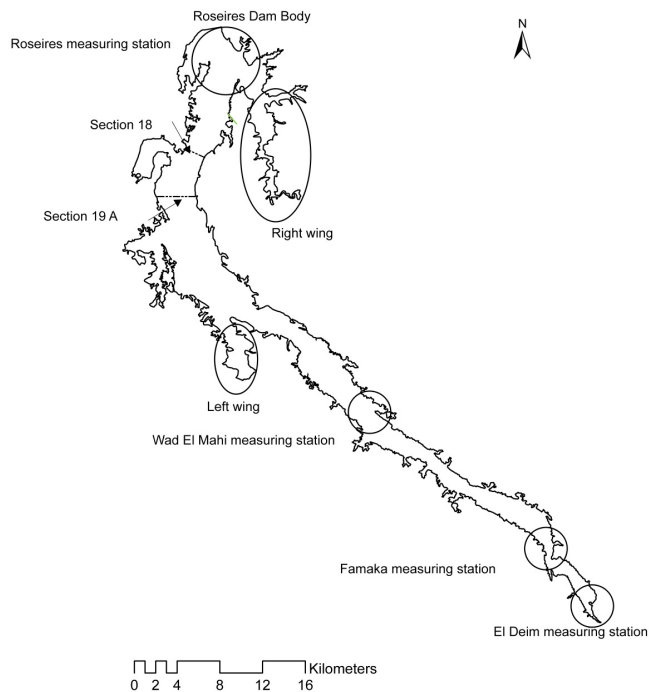 Roseires Dam Body
N
Roseires measuring station
Section 18
Section 19 A
Right wing
Left wing
Wad El Mahi measuring station
Famaka measuring station
El Deim measuring station
Kilometers
0 2 4 8 12 16